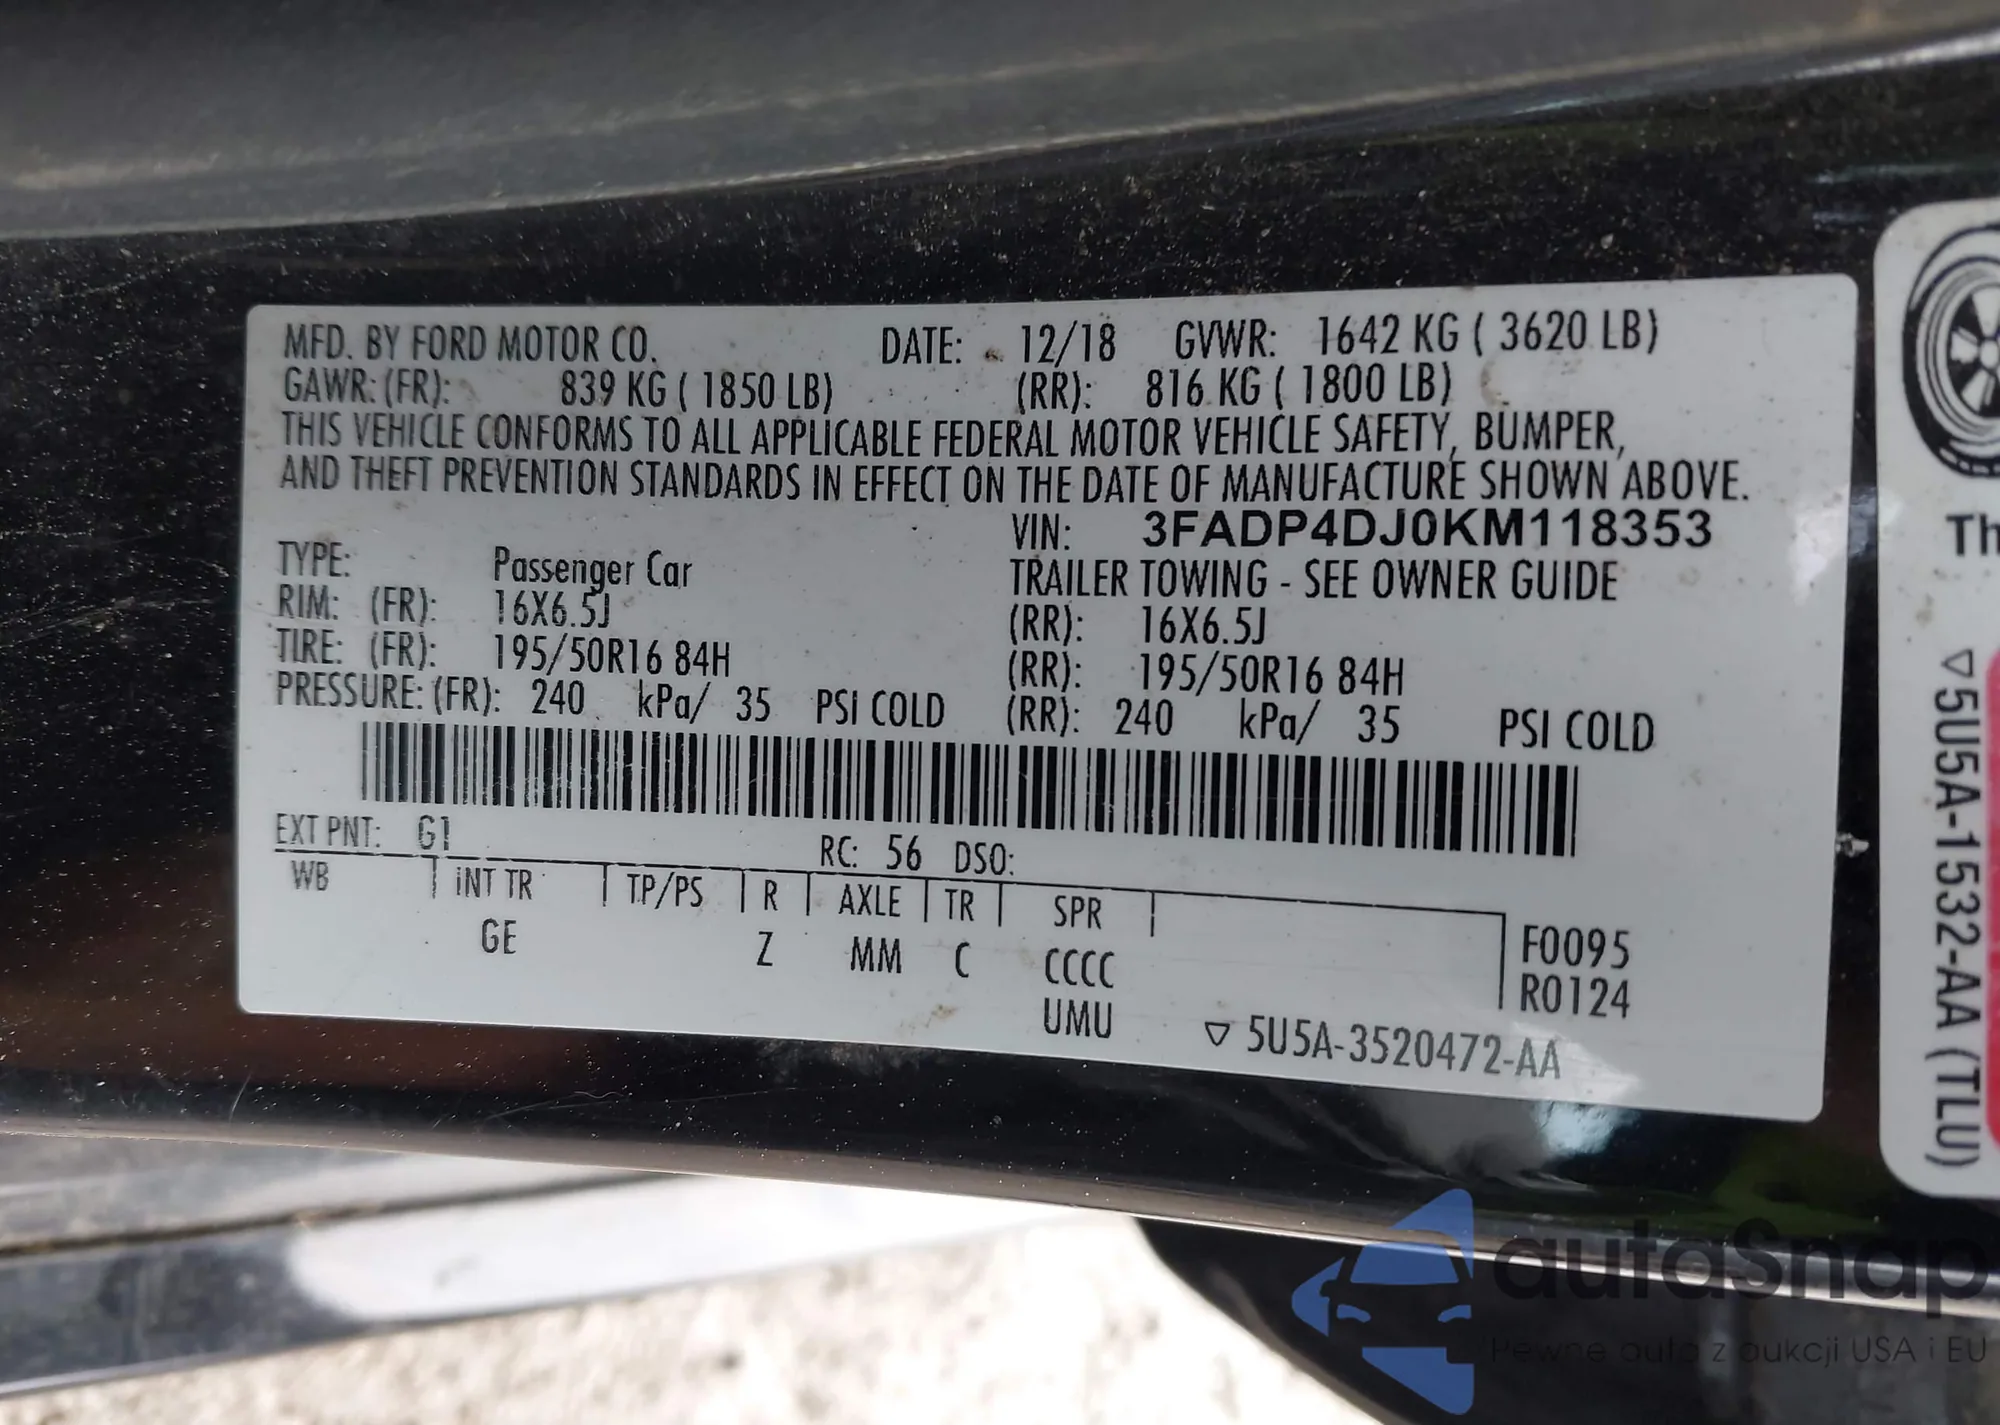 MFD. BY FORD MOTOR CO. DATE: 12/18 GVWR: 1642 KG ( 3620 LB)
GAWR: (FR): 839 KG ( 1850 LB) (RR): 816 KG ( 1800 LB)
THIS VEHICLE CONFORMS TO ALL APPLICABLE FEDERAL MOTOR VEHICLE SAFETY, BUMPER,
AND THEFT PREVENTION STANDARDS IN EFFECT ON THE DATE OF MANUFACTURE SHOWN ABOVE.
VIN: 3FADP4DJ0KM118353
TYPE: Passenger Car TRAILER TOWING - SEE OWNER GUIDE
RIM: (FR): 16X6.5J (RR): 16X6.5J
TIRE: (FR): 195/50R16 84H (RR): 195/50R16 84H
PRESSURE: (FR): 240 kPa/ 35 PSI COLD (RR): 240 kPa/ 35 PSI COLD
EXT PNT: G1 RC: 56 DSO:
WB INT TR TP/PS R AXLE TR SPR
GE Z MM C CCCC
UMU
F0095
R0124
▽ 5U5A-3520472-AA
Th
▽5U5A-1532-AA (TLU)
autoSnap
Pewne auto z aukcji USA i EU